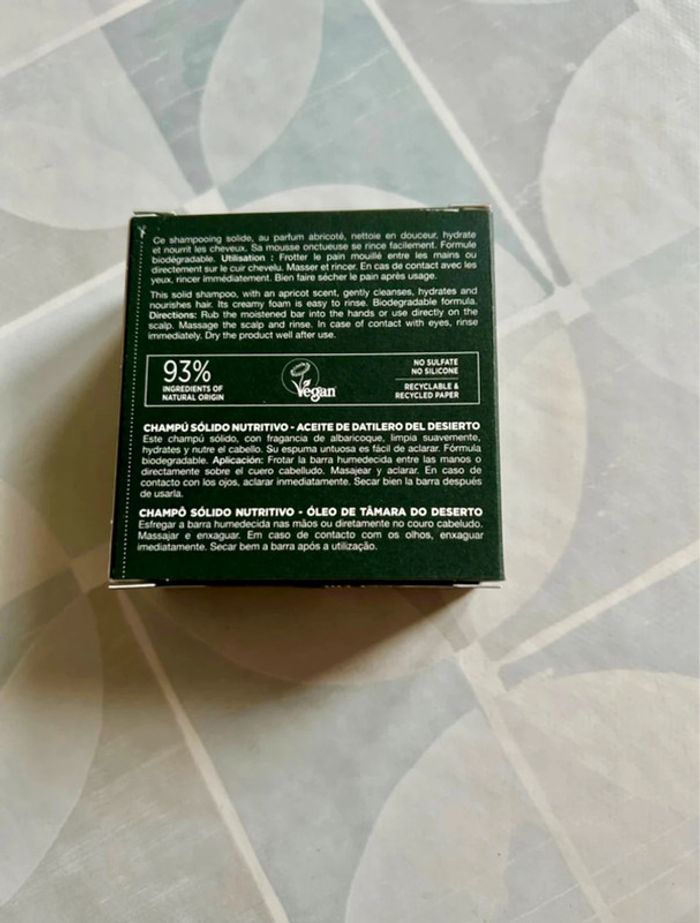 Ce shampooing solide, au parfum abricoté, nettoie en douceur, hydrate
et nourrit les cheveux. Sa mousse onctueuse se rince facilement. Formule
biodégradable. Utilisation : Frotter le pain mouillé entre les mains ou
directement sur le cuir chevelu. Masser et rincer. En cas de contact avec les
yeux, rincer immédiatement. Bien faire sécher le pain après usage.
This solid shampoo, with an apricot scent, gently cleanses, hydrates and
nourishes hair. Its creamy foam is easy to rinse. Biodegradable formula.
Directions: Rub the moistened bar into the hands or use directly on the
scalp. Massage the scalp and rinse. In case of contact with eyes, rinse
immediately. Dry the product well after use.
93%
INGREDIENTS OF
NATURAL ORIGIN
Vegan
NO SULFATE
NO SILICONE
RECYCLABLE &
RECYCLED PAPER
CHAMPÚ SÓLIDO NUTRITIVO - ACEITE DE DATILERO DEL DESIERTO
Este champú sólido, con fragancia de albaricoque, limpia suavemente,
hydrates y nutre el cabello. Su espuma untuosa es fácil de aclarar. Fórmula
biodegradable. Aplicación: Frotar la barra humedecida entre las manos o
directamente sobre el cuero cabelludo. Masajear y aclarar. En caso de
contacto con los ojos, aclarar inmediatamente. Secar bien la barra después
de usarla.
CHAMPÔ SÓLIDO NUTRITIVO - ÓLEO DE TÂMARA DO DESERTO
Esfregar a barra humedecida nas mãos ou diretamente no couro cabeludo.
Massajar e enxaguar. Em caso de contacto com os olhos, enxaguar
imediatamente. Secar bem a barra após a utilização.